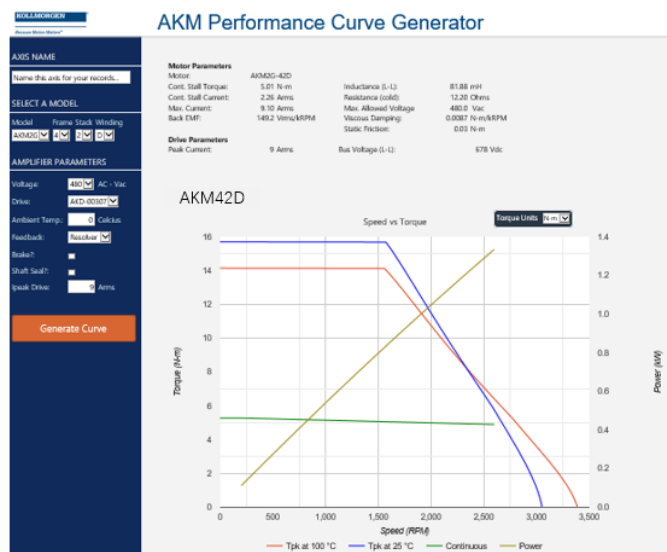 KOLLMORGEN
Because Motion Matters™
AKM Performance Curve Generator
AXIS NAME
Name this axis for your records...
SELECT A MODEL
Model Frame Stack Winding
AKM2G 4 2 D
AMPLIFIER PARAMETERS
Voltage: 480 AC - Vac
Drive: AKD-00307
Ambient Temp.: 0 Celcius
Feedback: Resolver
Brake?:
Shaft Seal?:
Ipeak Drive: 9 Arms
Generate Curve
Motor Parameters
Motor: AKM2G-42D
Cont. Stall Torque: 5.01 N-m Inductance (L-L): 81.88 mH
Cont. Stall Current: 2.26 Arms Resistance (cold): 12.20 Ohms
Max. Current: 9.10 Arms Max. Allowed Voltage 480.0 Vac
Back EMF: 149.2 Vrms/kRPM Viscous Damping: 0.0087 N-m/kRPM
Static Friction: 0.03 N-m
Drive Parameters
Peak Current: 9 Arms Bus Voltage (L-L): 678 Vdc
AKM42D
Speed vs Torque
Torque Units N-m
16 1.4
14 1.2
12 1.0
10 0.8
8 0.6
6 0.4
4 0.2
2 0.0
0
Torque (N-m)
Power (kW)
0 500 1,000 1,500 2,000 2,500 3,000 3,500
Speed (RPM)
Tpk at 100 °C Tpk at 25 °C Continuous Power